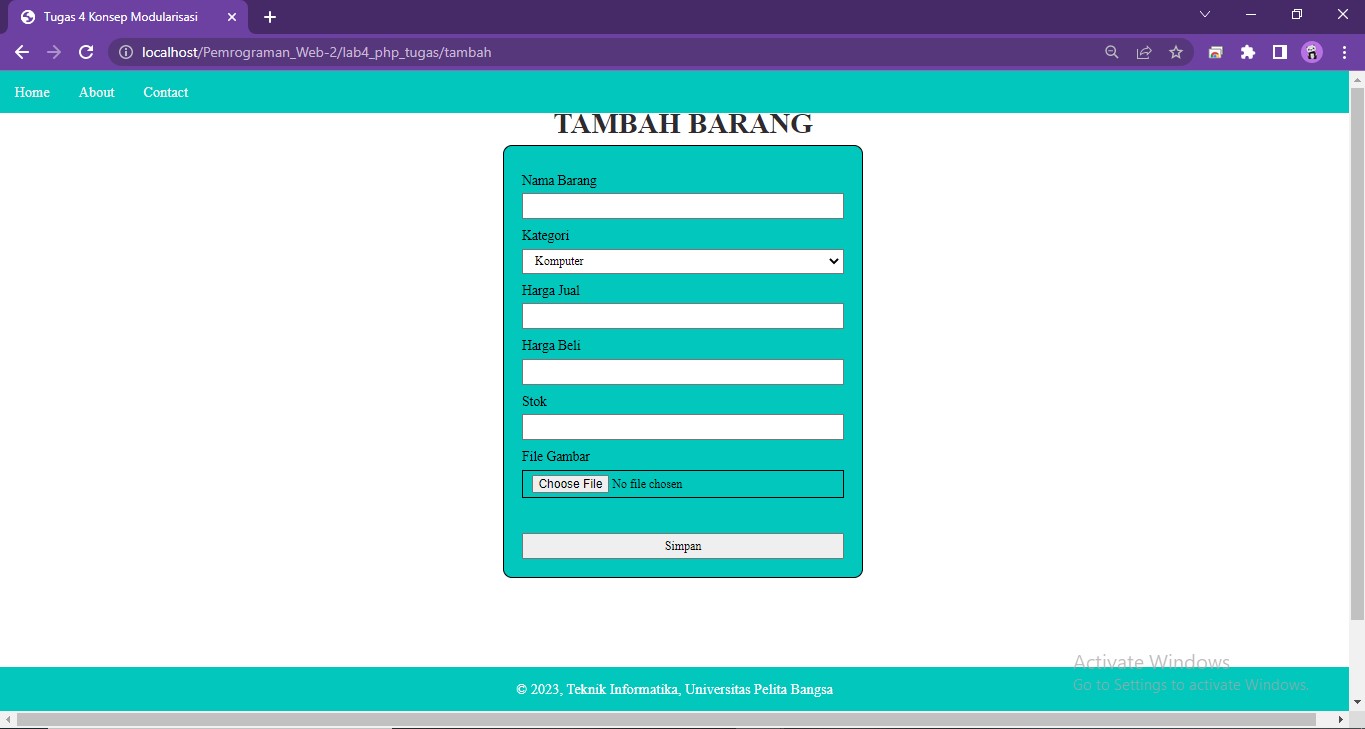 Tugas 4 Konsep Modularisasi
localhost/Pemrograman_Web-2/lab4_php_tugas/tambah
Home About Contact
TAMBAH BARANG
Nama Barang
Kategori
Komputer
Harga Jual
Harga Beli
Stok
File Gambar
Choose File No file chosen
Simpan
Activate Windows
Go to Settings to activate Windows.
© 2023, Teknik Informatika, Universitas Pelita Bangsa